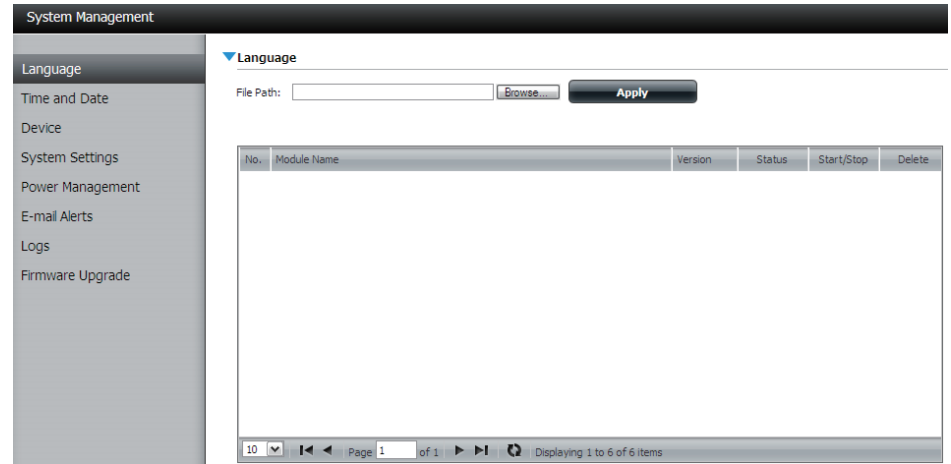 System Management
Language
Time and Date
Device
System Settings
Power Management
E-mail Alerts
Logs
Firmware Upgrade
Language
File Path: Browse... Apply
No. Module Name Version Status Start/Stop Delete
10 Page 1 of 1 Displaying 1 to 6 of 6 items